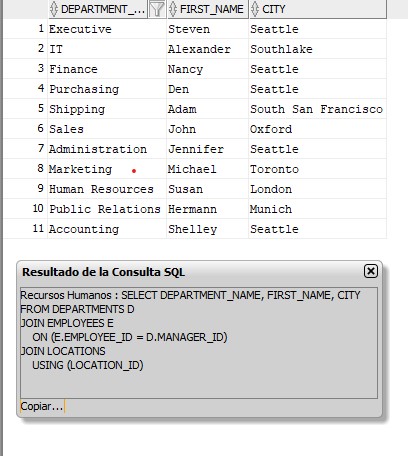 DEPARTMENT_... FIRST_NAME CITY
1 Executive Steven Seattle
2 IT Alexander Southlake
3 Finance Nancy Seattle
4 Purchasing Den Seattle
5 Shipping Adam South San Francisco
6 Sales John Oxford
7 Administration Jennifer Seattle
8 Marketing Michael Toronto
9 Human Resources Susan London
10 Public Relations Hermann Munich
11 Accounting Shelley Seattle
Resultado de la Consulta SQL
Recursos Humanos : SELECT DEPARTMENT_NAME, FIRST_NAME, CITY
FROM DEPARTMENTS D
JOIN EMPLOYEES E
ON (E.EMPLOYEE_ID = D.MANAGER_ID)
JOIN LOCATIONS
USING (LOCATION_ID)
Copiar...